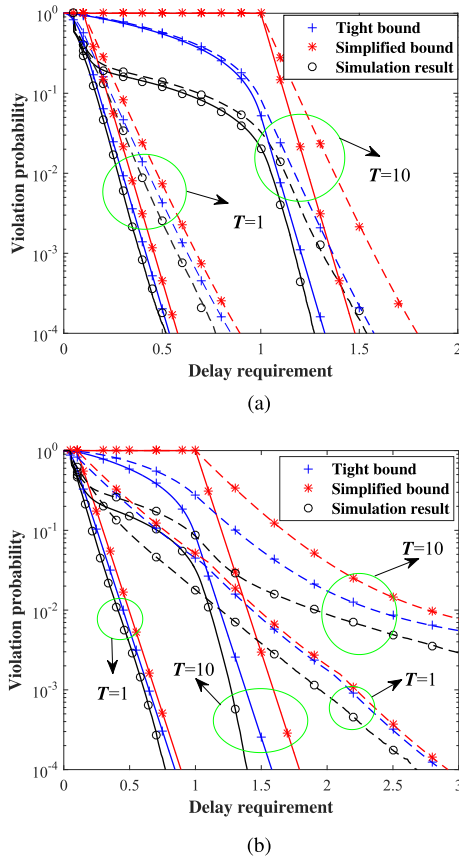 10^0
10^-1
10^-2
10^-3
10^-4
Violation probability
Tight bound
Simplified bound
Simulation result
T=10
T=1
0 0.5 1 1.5 2
Delay requirement
(a)
10^0
10^-1
10^-2
10^-3
10^-4
Violation probability
Tight bound
Simplified bound
Simulation result
T=10
T=1
T=10
T=1
0 0.5 1.0 1.5 2.0 2.5 3.0
Delay requirement
(b)